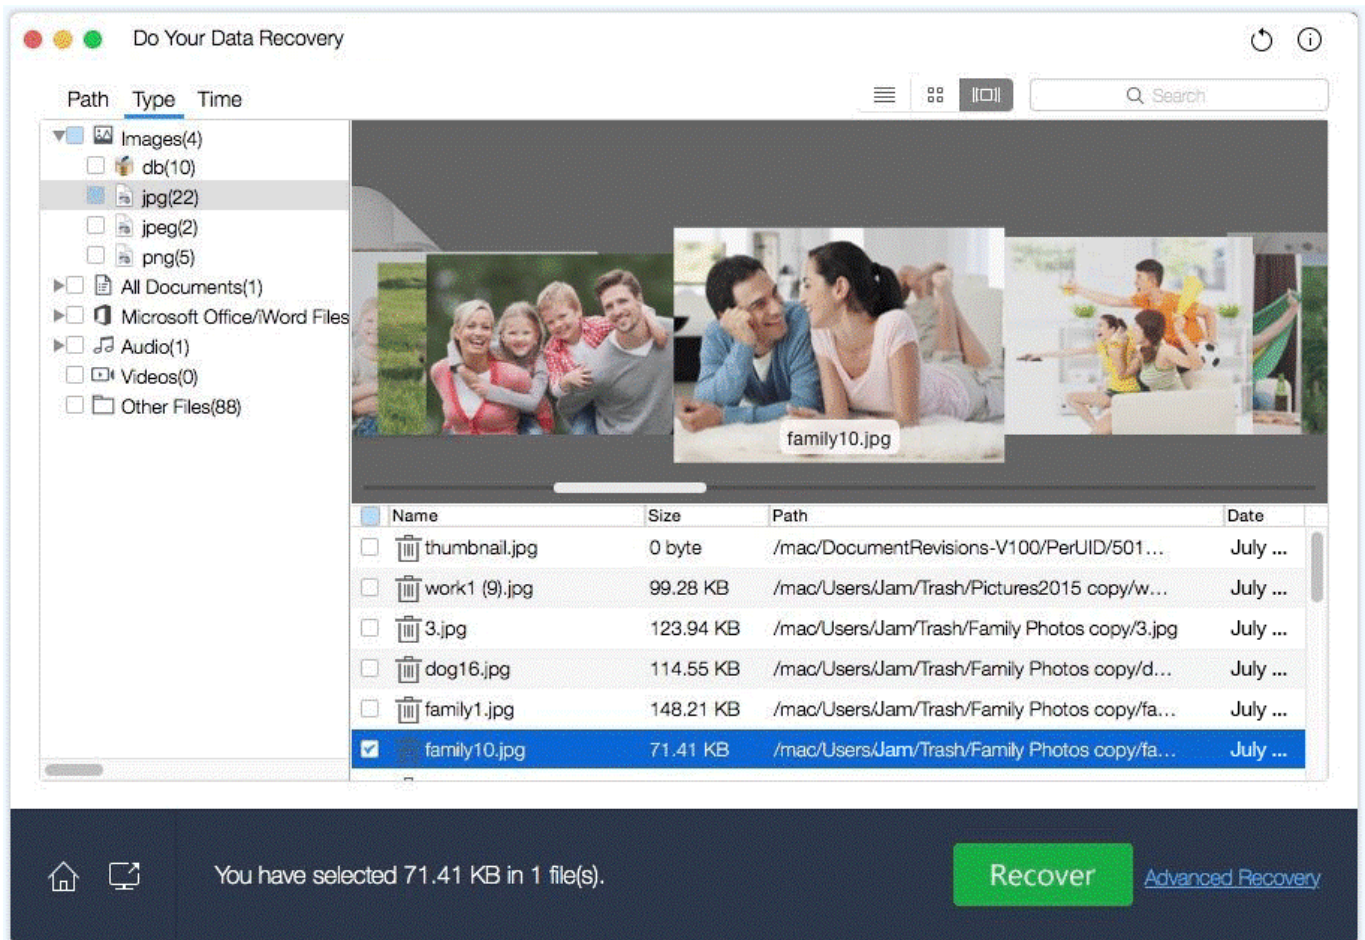 Do Your Data Recovery
Path Type Time
Search
Images(4)
db(10)
jpg(22)
jpeg(2)
png(5)
All Documents(1)
Microsoft Office/iWord Files
Audio(1)
Videos(0)
Other Files(88)
family10.jpg
Name Size Path Date
thumbnail.jpg 0 byte /mac/DocumentRevisions-V100/PerUID/501... July ...
work1 (9).jpg 99.28 KB /mac/Users/Jam/Trash/Pictures2015 copy/w... July ...
3.jpg 123.94 KB /mac/Users/Jam/Trash/Family Photos copy/3.jpg July ...
dog16.jpg 114.55 KB /mac/Users/Jam/Trash/Family Photos copy/d... July ...
family1.jpg 148.21 KB /mac/Users/Jam/Trash/Family Photos copy/fa... July ...
family10.jpg 71.41 KB /mac/Users/Jam/Trash/Family Photos copy/fa... July ...
You have selected 71.41 KB in 1 file(s).
Recover
Advanced Recovery